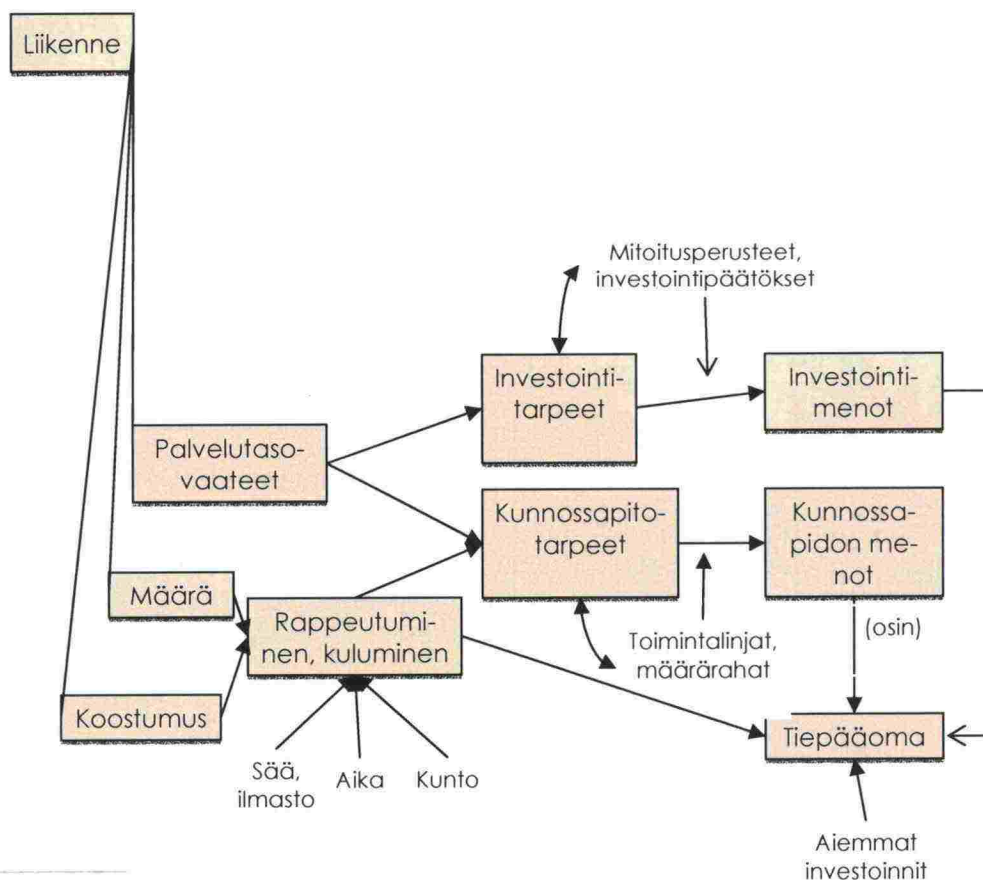 Liikenne
Mitoitusperusteet,
investointipäätökset
Investointi-
tarpeet
Investointi-
menot
Palvelutaso-
vaateet
Kunnossapito-
tarpeet
Kunnossa-
pidon me-
not
Määrä
Rappeutumi-
nen, kuluminen
Toimintalinjat,
määrärahat
(osin)
Koostumus
Tiepääoma
Sää,
ilmasto
Aika
Kunto
Aiemmat
investoinnit